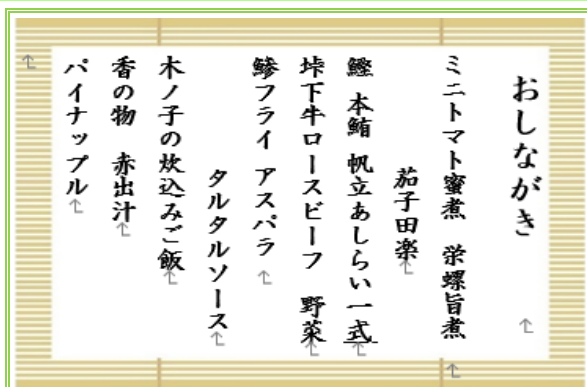 おしながき
ミニトマト蜜煮　栄螺旨煮
茄子田楽
鰹　本鮪　帆立あしらい一式
垰下牛ロースビーフ　野菜
鯵フライ　アスパラ
タルタルソース
木ノ子の炊込みご飯
香の物　赤出汁
パイナップル